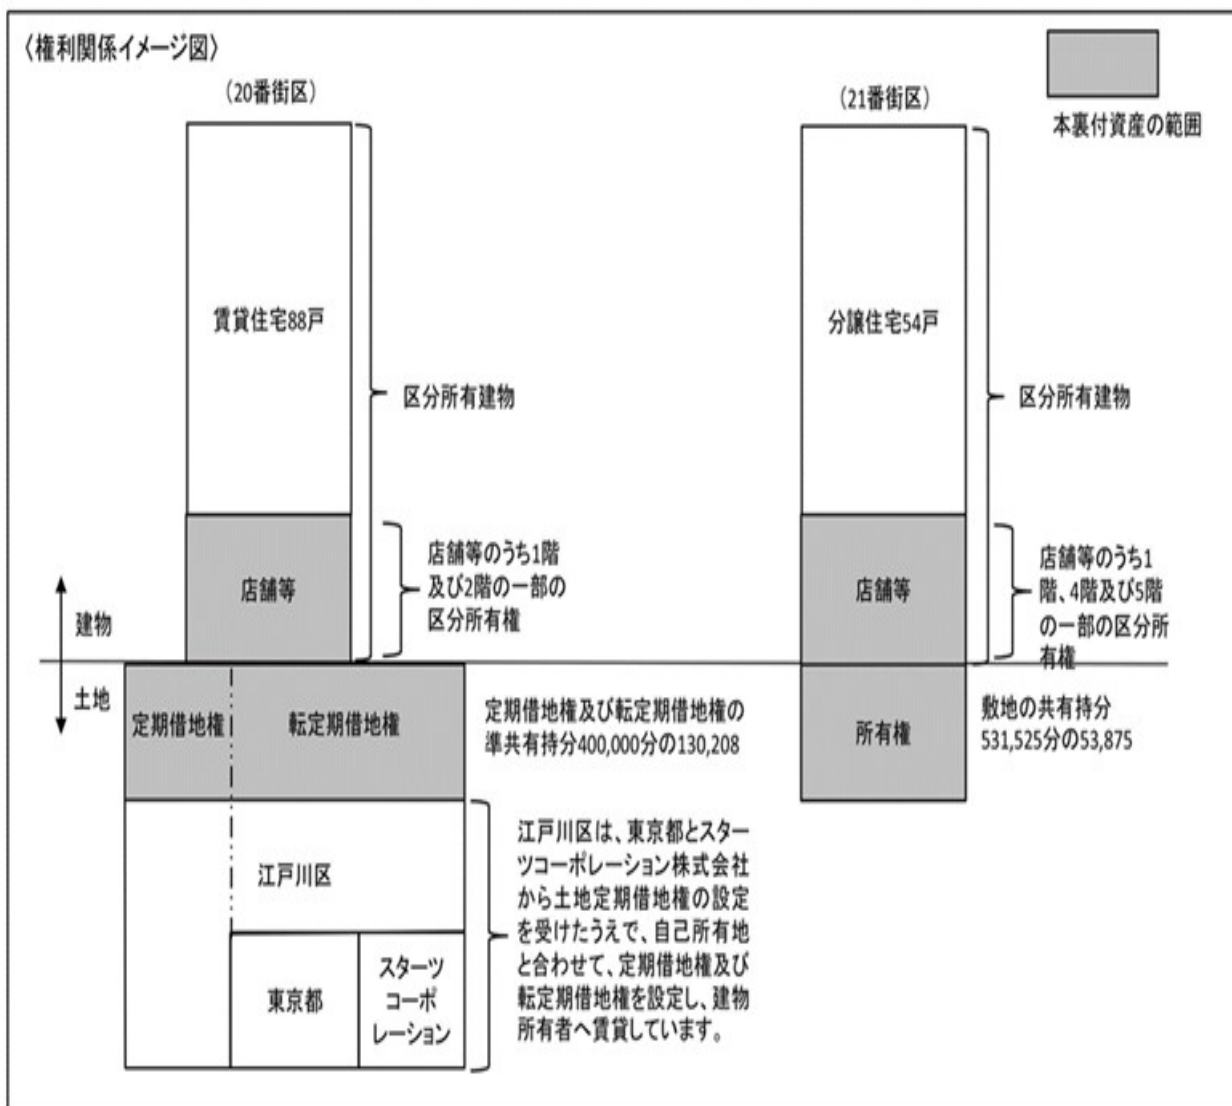 〈権利関係イメージ図〉
(20番街区)
(21番街区)
本裏付資産の範囲
賃貸住宅88戸
区分所有建物
分譲住宅54戸
区分所有建物
店舗等
店舗等のうち1階
及び2階の一部の
区分所有権
店舗等
店舗等のうち1
階、4階及び5階
の一部の区分所
有権
建物
土地
定期借地権
転定期借地権
定期借地権及び転定期借地権の
準共有持分400,000分の130,208
所有権
敷地の共有持分
531,525分の53,875
江戸川区
東京都
スターツ
コーポ
レーション
江戸川区は、東京都とスター
ツコーポレーション株式会社
から土地定期借地権の設定
を受けたうえで、自己所有地
と合わせて、定期借地権及び
転定期借地権を設定し、建物
所有者へ賃貸しています。